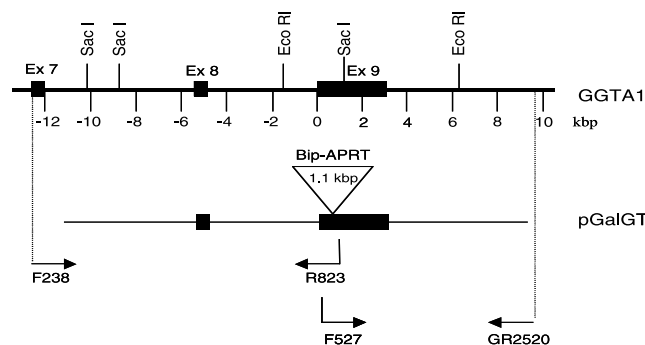 Sac I
Sac I
Eco RI
Sac I
Eco RI
Ex 7
Ex 8
Ex 9
GGTA1
-12 -10 -8 -6 -4 -2 0 2 4 6 8 10 kbp
Bip-APRT
1.1 kbp
pGalGT
F238
R823
F527
GR2520